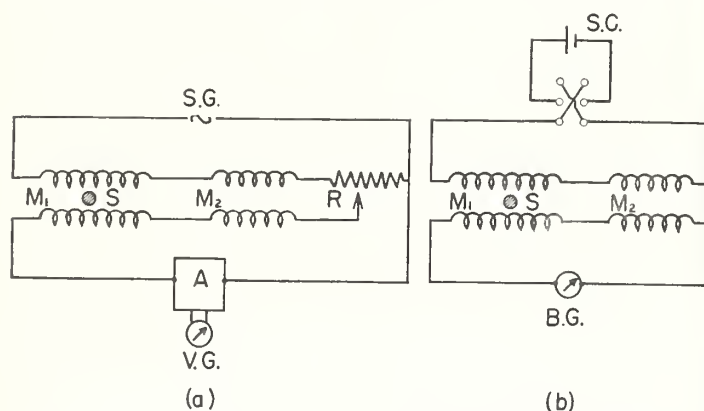 S.G.
M₁ S M₂ R
A
V.G.
(a)
S.C.
M₁ S M₂
B.G.
(b)